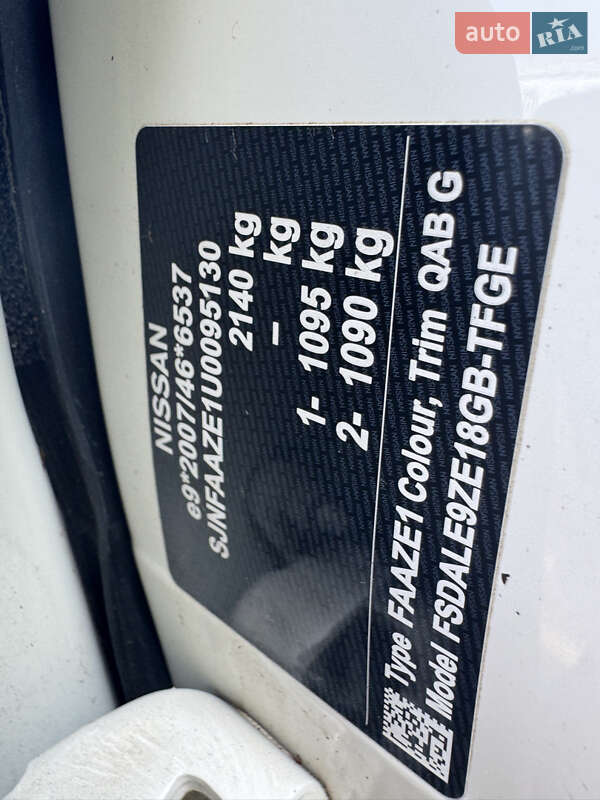 auto RIA.com
NISSAN
e9*2007/46*6537
SJNFAAZE1U0095130
2140 kg
– kg
1- 1095 kg
2- 1090 kg
Type FAAZE1 Colour, Trim QAB G
Model FSDALE9ZE18GB-TFGE